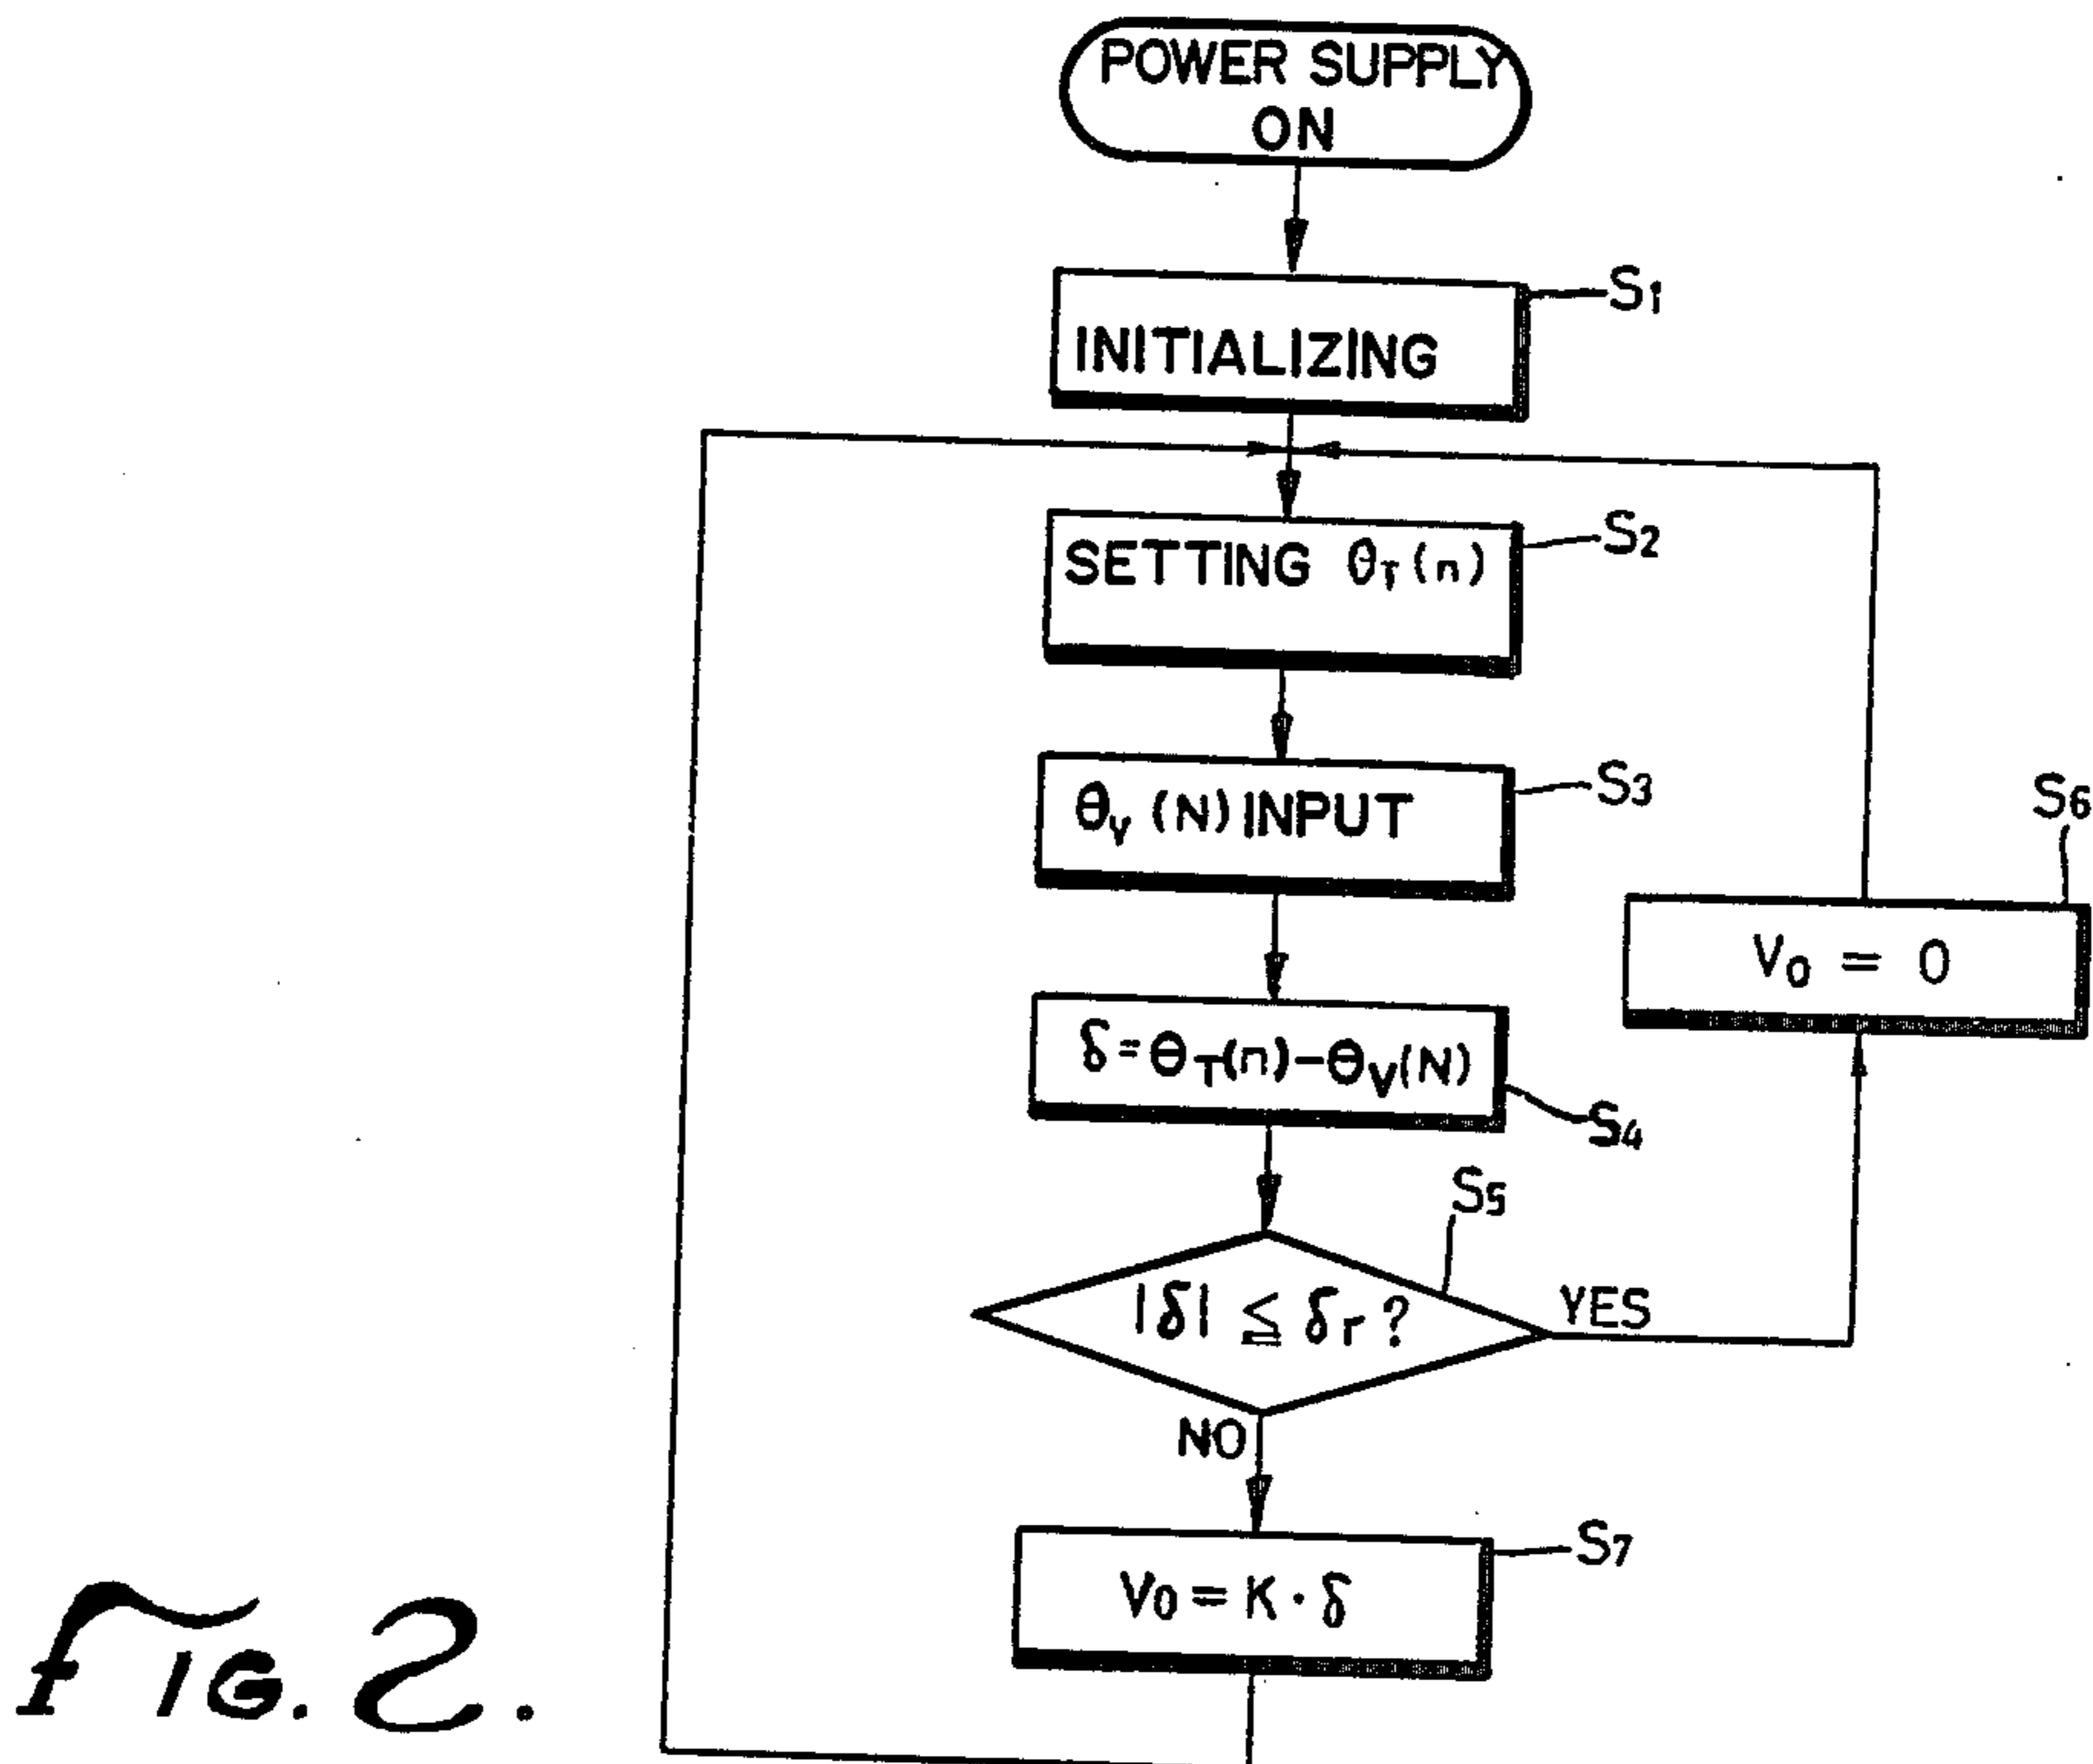 POWER SUPPLY
ON
INITIALIZING
S1
SETTING θT(n)
S2
θV (N) INPUT
S3
δ=θT(n)-θV(N)
S4
|δ| ≦ δr ?
S5
YES
V0 = 0
S6
NO
V0 = K · δ
S7
FIG. 2.